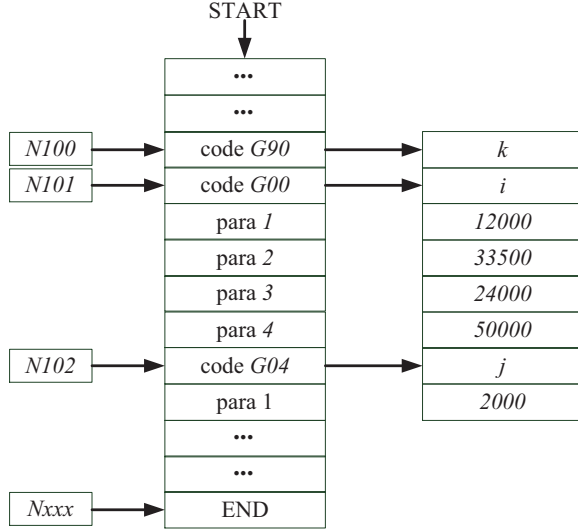 START
•••
•••
N100 code G90 k
N101 code G00 i
para 1 12000
para 2 33500
para 3 24000
para 4 50000
N102 code G04 j
para 1 2000
•••
•••
Nxxx END